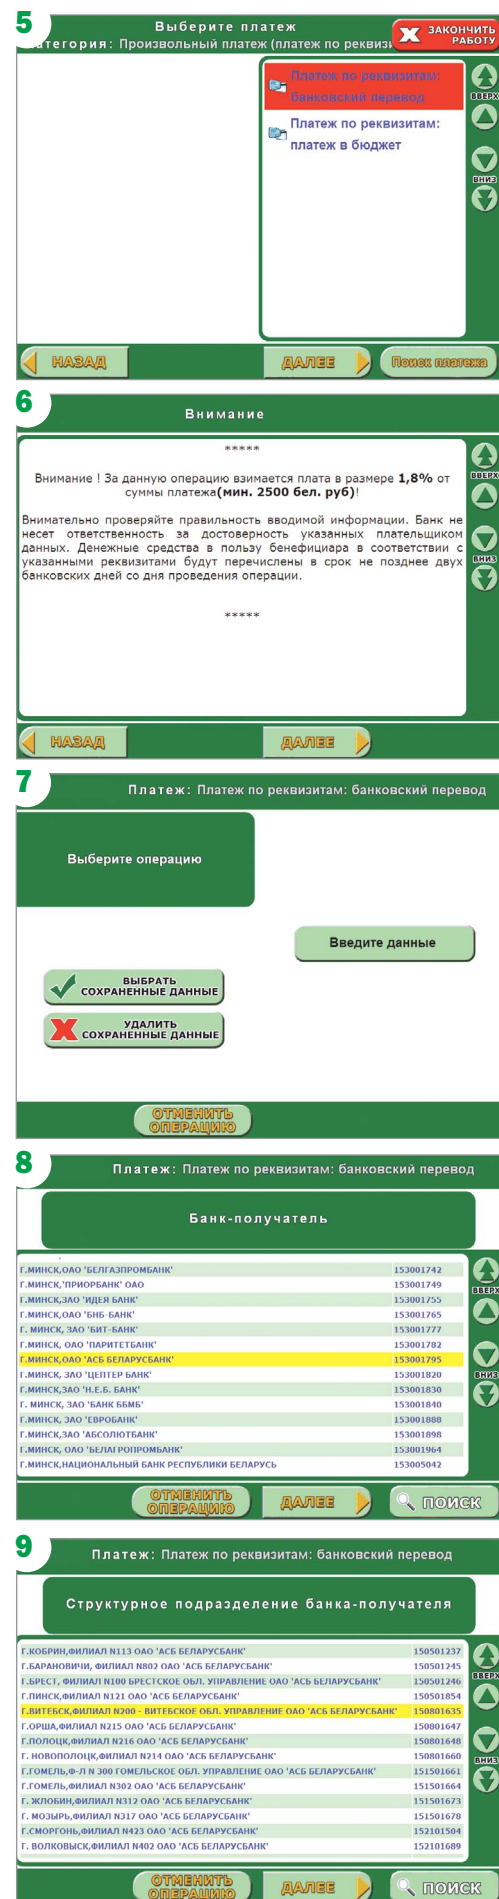 5
Выберите платеж
Категория: Произвольный платеж (платеж по рекви
ЗАКОНЧИТЬ
РАБОТУ
Платеж по реквизитам:
банковский перевод
Платеж по реквизитам:
платеж в бюджет
ВВЕРХ
ВНИЗ
НАЗАД
ДАЛЕЕ
Поиск платежа
6
Внимание
*****
Внимание ! За данную операцию взимается плата в размере 1,8% от
суммы платежа(мин. 2500 бел. руб)!
Внимательно проверяйте правильность вводимой информации. Банк не
несет ответственность за достоверность указанных плательщиком
данных. Денежные средства в пользу бенефициара в соответствии с
указанными реквизитами будут перечислены в срок не позднее двух
банковских дней со дня проведения операции.
*****
ВВЕРХ
ВНИЗ
НАЗАД
ДАЛЕЕ
7
Платеж: Платеж по реквизитам: банковский перевод
Выберите операцию
Введите данные
ВЫБРАТЬ
СОХРАНЕННЫЕ ДАННЫЕ
УДАЛИТЬ
СОХРАНЕННЫЕ ДАННЫЕ
ОТМЕНИТЬ
ОПЕРАЦИЮ
8
Платеж: Платеж по реквизитам: банковский перевод
Банк-получатель
Г.МИНСК,ОАО 'БЕЛГАЗПРОМБАНК' 153001742
Г.МИНСК,'ПРИОРБАНК' ОАО 153001749
Г.МИНСК,ЗАО 'ИДЕЯ БАНК' 153001755
Г.МИНСК,ОАО 'БНБ-БАНК' 153001765
Г. МИНСК, ЗАО 'БИТ-БАНК' 153001777
Г.МИНСК, ОАО 'ПАРИТЕТБАНК' 153001782
Г.МИНСК,ОАО 'АСБ БЕЛАРУСБАНК' 153001795
Г.МИНСК, ЗАО 'ЦЕПТЕР БАНК' 153001820
Г.МИНСК,ЗАО 'Н.Е.Б. БАНК' 153001830
Г. МИНСК, ЗАО 'БАНК ББМБ' 153001840
Г.МИНСК, ЗАО 'ЕВРОБАНК' 153001888
Г.МИНСК,ЗАО 'АБСОЛЮТБАНК' 153001898
Г.МИНСК, ОАО 'БЕЛАГРОПРОМБАНК' 153001964
Г.МИНСК,НАЦИОНАЛЬНЫЙ БАНК РЕСПУБЛИКИ БЕЛАРУСЬ 153005042
ВВЕРХ
ВНИЗ
ОТМЕНИТЬ
ОПЕРАЦИЮ
ДАЛЕЕ
ПОИСК
9
Платеж: Платеж по реквизитам: банковский перевод
Структурное подразделение банка-получателя
Г.КОБРИН,ФИЛИАЛ N113 ОАО 'АСБ БЕЛАРУСБАНК' 150501237
Г.БАРАНОВИЧИ, ФИЛИАЛ N802 ОАО 'АСБ БЕЛАРУСБАНК' 150501245
Г.БРЕСТ, ФИЛИАЛ N100 БРЕСТСКОЕ ОБЛ. УПРАВЛЕНИЕ ОАО 'АСБ БЕЛАРУСБАНК' 150501246
Г.ПИНСК,ФИЛИАЛ N121 ОАО 'АСБ БЕЛАРУСБАНК' 150501854
Г.ВИТЕБСК,ФИЛИАЛ N200 - ВИТЕБСКОЕ ОБЛ. УПРАВЛЕНИЕ ОАО 'АСБ БЕЛАРУСБАНК' 150801635
Г.ОРША,ФИЛИАЛ N215 ОАО 'АСБ БЕЛАРУСБАНК' 150801647
Г.ПОЛОЦК,ФИЛИАЛ N216 ОАО 'АСБ БЕЛАРУСБАНК' 150801648
Г. НОВОПОЛОЦК,ФИЛИАЛ N214 ОАО 'АСБ БЕЛАРУСБАНК' 150801660
Г.ГОМЕЛЬ,Ф-Л N 300 ГОМЕЛЬСКОЕ ОБЛ. УПРАВЛЕНИЕ ОАО 'АСБ БЕЛАРУСБАНК' 151501661
Г.ГОМЕЛЬ,ФИЛИАЛ N302 ОАО 'АСБ БЕЛАРУСБАНК' 151501664
Г. ЖЛОБИН,ФИЛИАЛ N312 ОАО 'АСБ БЕЛАРУСБАНК' 151501673
Г. МОЗЫРЬ,ФИЛИАЛ N317 ОАО 'АСБ БЕЛАРУСБАНК' 151501678
Г.СМОРГОНЬ,ФИЛИАЛ N423 ОАО 'АСБ БЕЛАРУСБАНК' 152101504
Г. ВОЛКОВЫСК,ФИЛИАЛ N402 ОАО 'АСБ БЕЛАРУСБАНК' 152101689
ВВЕРХ
ВНИЗ
ОТМЕНИТЬ
ОПЕРАЦИЮ
ДАЛЕЕ
ПОИСК